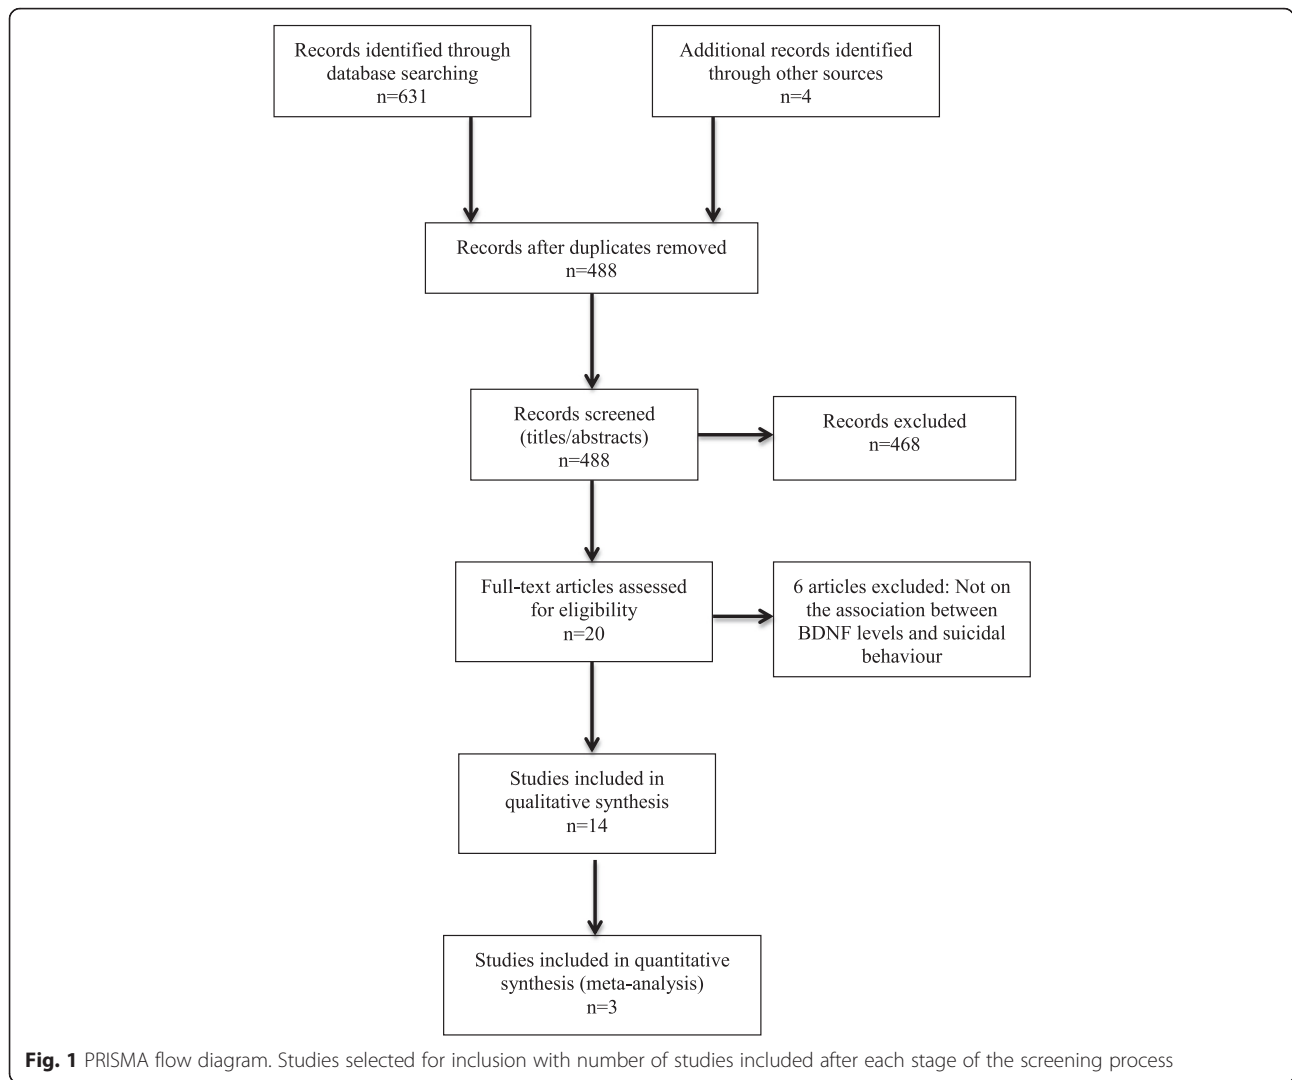 Records identified through
database searching
n=631
Additional records identified
through other sources
n=4
Records after duplicates removed
n=488
Records screened
(titles/abstracts)
n=488
Records excluded
n=468
Full-text articles assessed
for eligibility
n=20
6 articles excluded: Not on
the association between
BDNF levels and suicidal
behaviour
Studies included in
qualitative synthesis
n=14
Studies included in quantitative
synthesis (meta-analysis)
n=3
Fig. 1 PRISMA flow diagram. Studies selected for inclusion with number of studies included after each stage of the screening process